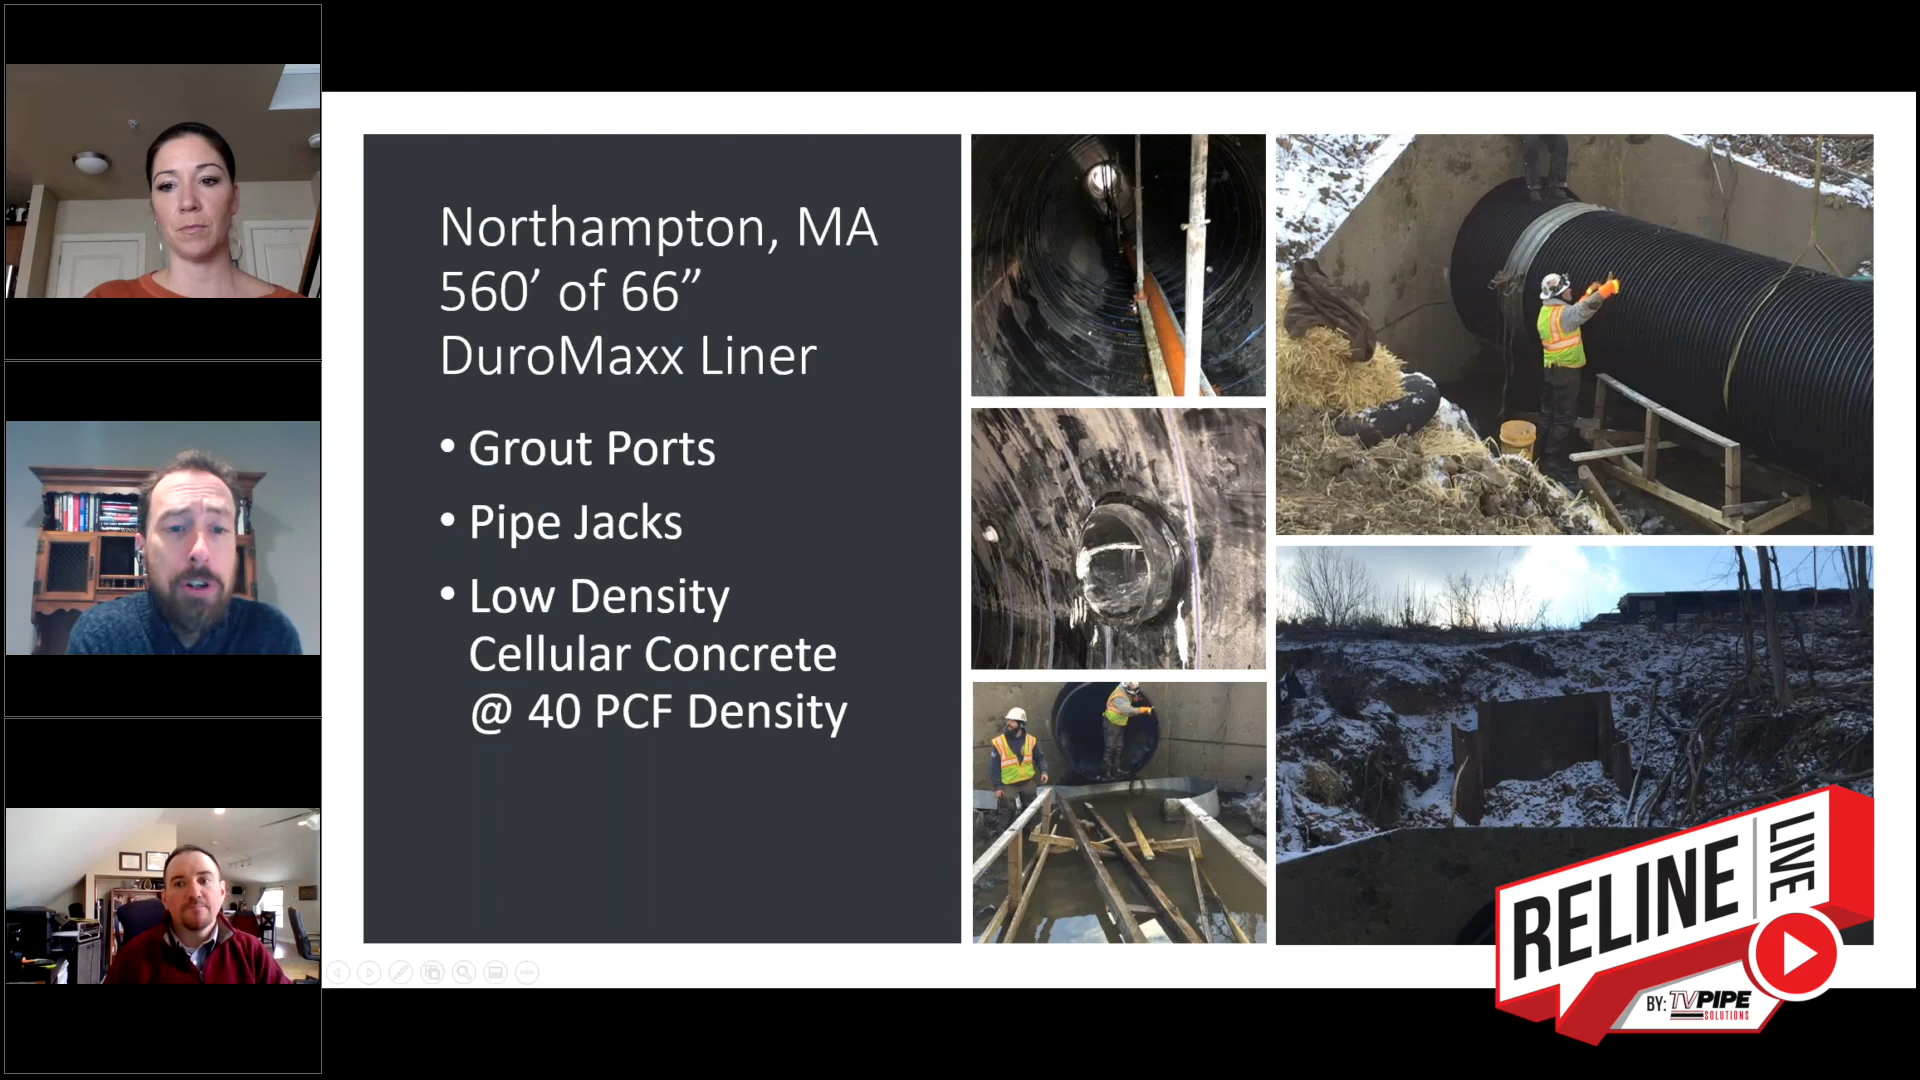 Northampton, MA
560’ of 66”
DuroMaxx Liner
• Grout Ports
• Pipe Jacks
• Low Density
Cellular Concrete
@ 40 PCF Density
RELINE LIVE
BY: TVPIPE
SOLUTIONS